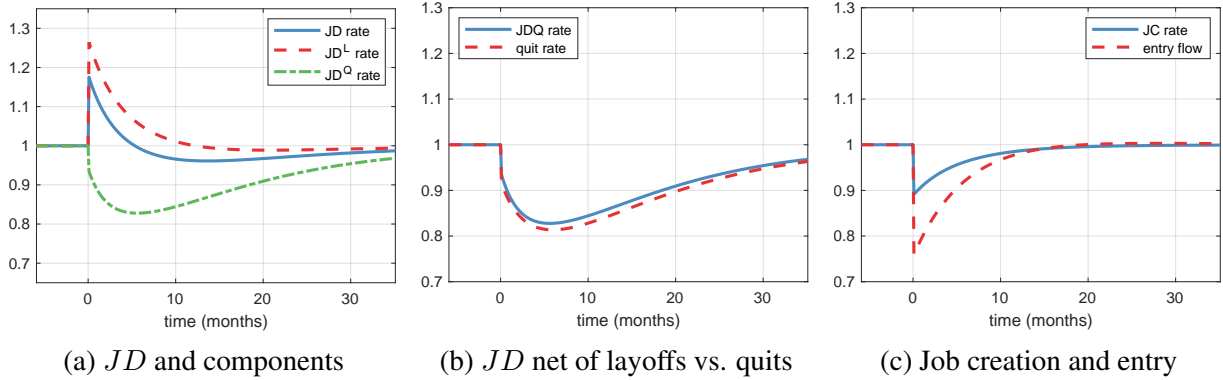 1.3
1.2
1.1
1
0.9
0.8
0.7
0
10
20
30
time (months)
JD rate
JD^L rate
JD^Q rate
(a) JD and components
1.3
1.2
1.1
1
0.9
0.8
0.7
0
10
20
30
time (months)
JDQ rate
quit rate
(b) JD net of layoffs vs. quits
1.3
1.2
1.1
1
0.9
0.8
0.7
0
10
20
30
time (months)
JC rate
entry flow
(c) Job creation and entry